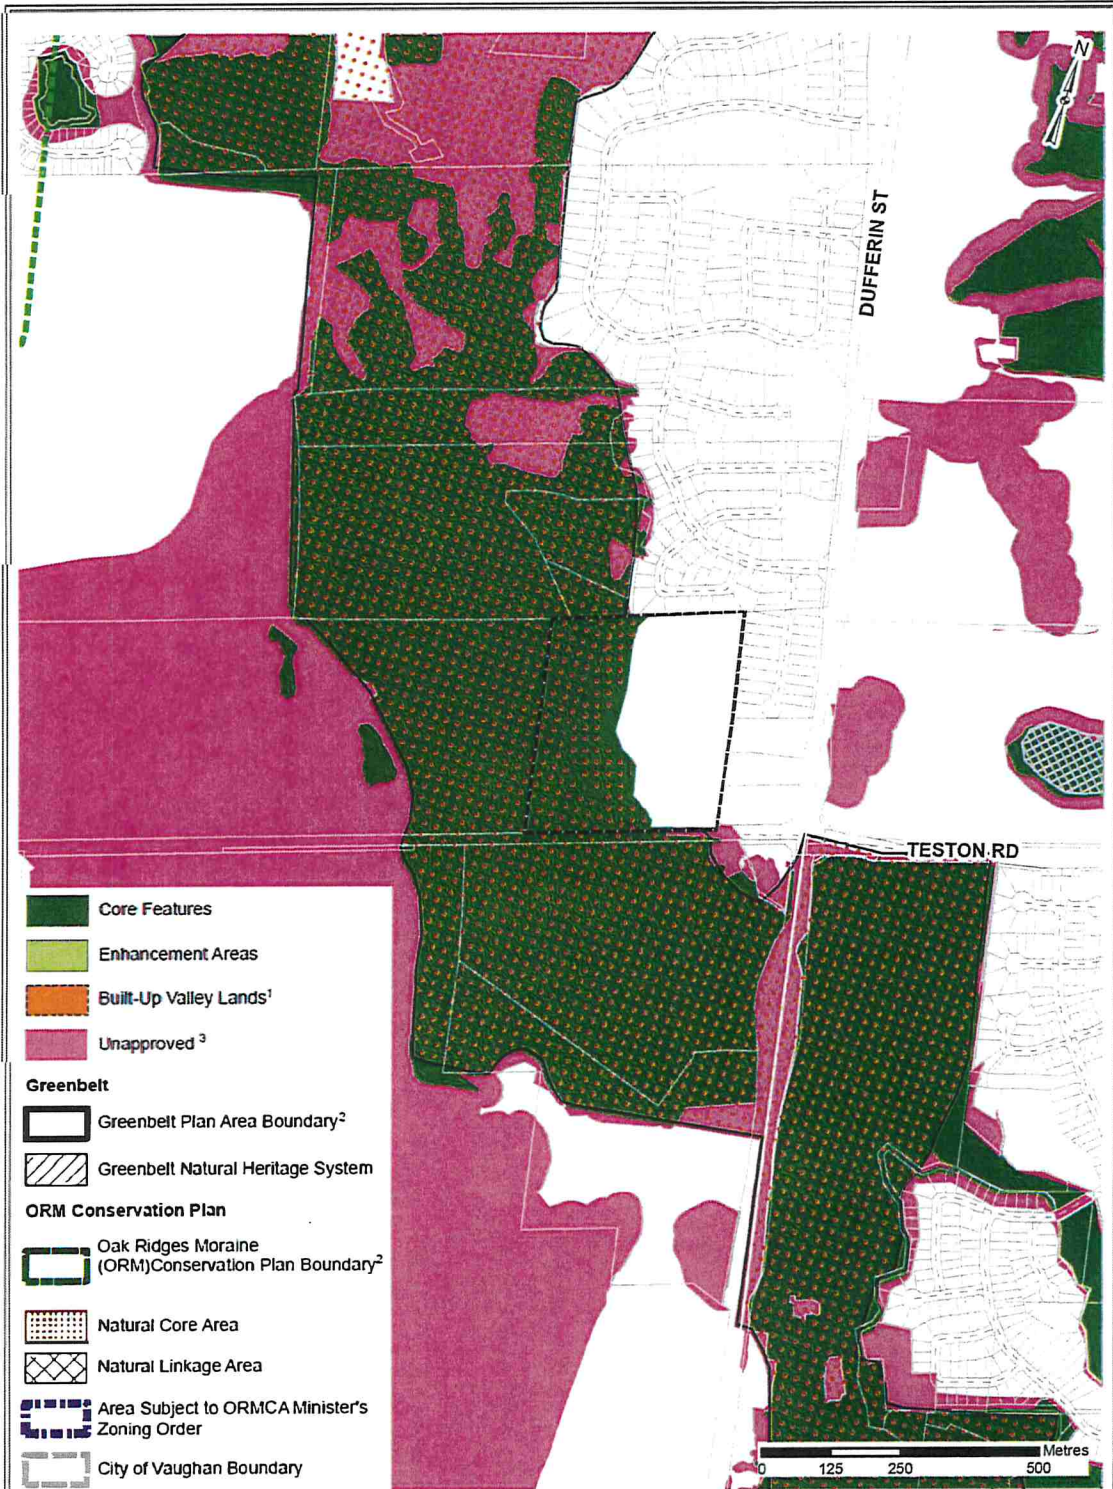 N
DUFFERIN ST
TESTON RD
Core Features
Enhancement Areas
Built-Up Valley Lands¹
Unapproved ³
Greenbelt
Greenbelt Plan Area Boundary²
Greenbelt Natural Heritage System
ORM Conservation Plan
Oak Ridges Moraine
(ORM)Conservation Plan Boundary²
Natural Core Area
Natural Linkage Area
Area Subject to ORMCA Minister's
Zoning Order
City of Vaughan Boundary
Metres
0 125 250 500